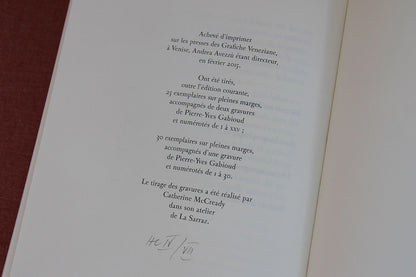 Achevé d'imprimer
sur les presses des Grafiche Veneziane,
à Venise, Andrea Avezzù étant directeur,
en février 2015.
Ont été tirés,
outre l'édition courante,
25 exemplaires sur pleines marges,
accompagnés de deux gravures
de Pierre-Yves Gabioud
et numérotés de I à XXV ;
30 exemplaires sur pleines marges,
accompagnés d'une gravure
de Pierre-Yves Gabioud
et numérotés de 1 à 30.
Le tirage des gravures a été réalisé par
Catherine McCready
dans son atelier
de La Sarraz.
HC IV/VII